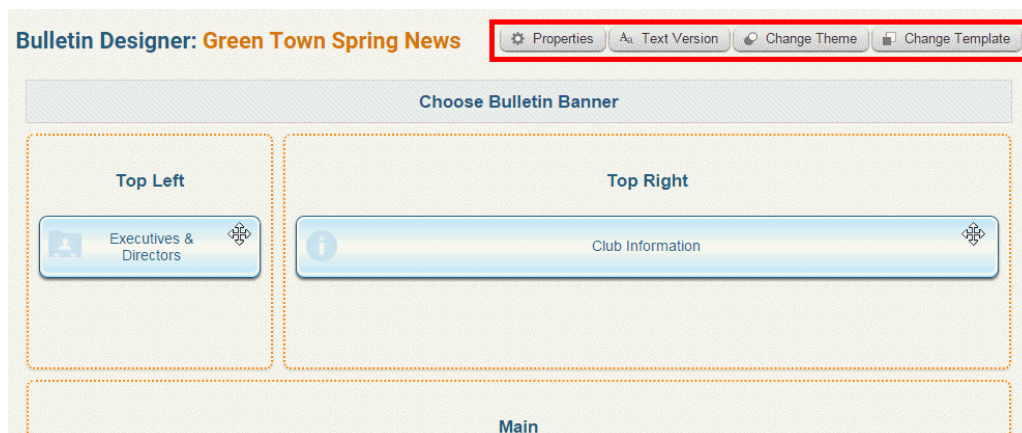 Bulletin Designer: Green Town Spring News
Properties
Aa Text Version
Change Theme
Change Template
Choose Bulletin Banner
Top Left
Top Right
Executives &
Directors
Club Information
Main